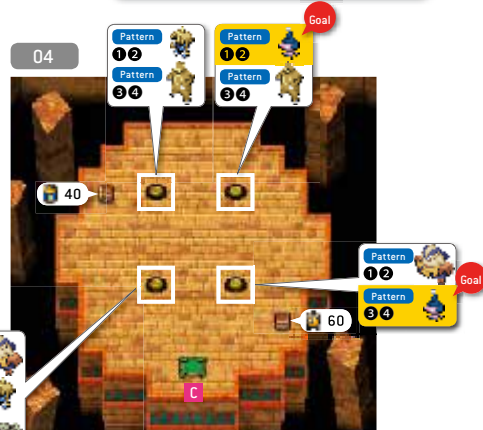 Goal
04
Pattern
❶❷
Pattern
❸❹
Pattern
❶❷
Pattern
❸❹
40
Pattern
❶❷
Pattern
❸❹
Goal
60
C